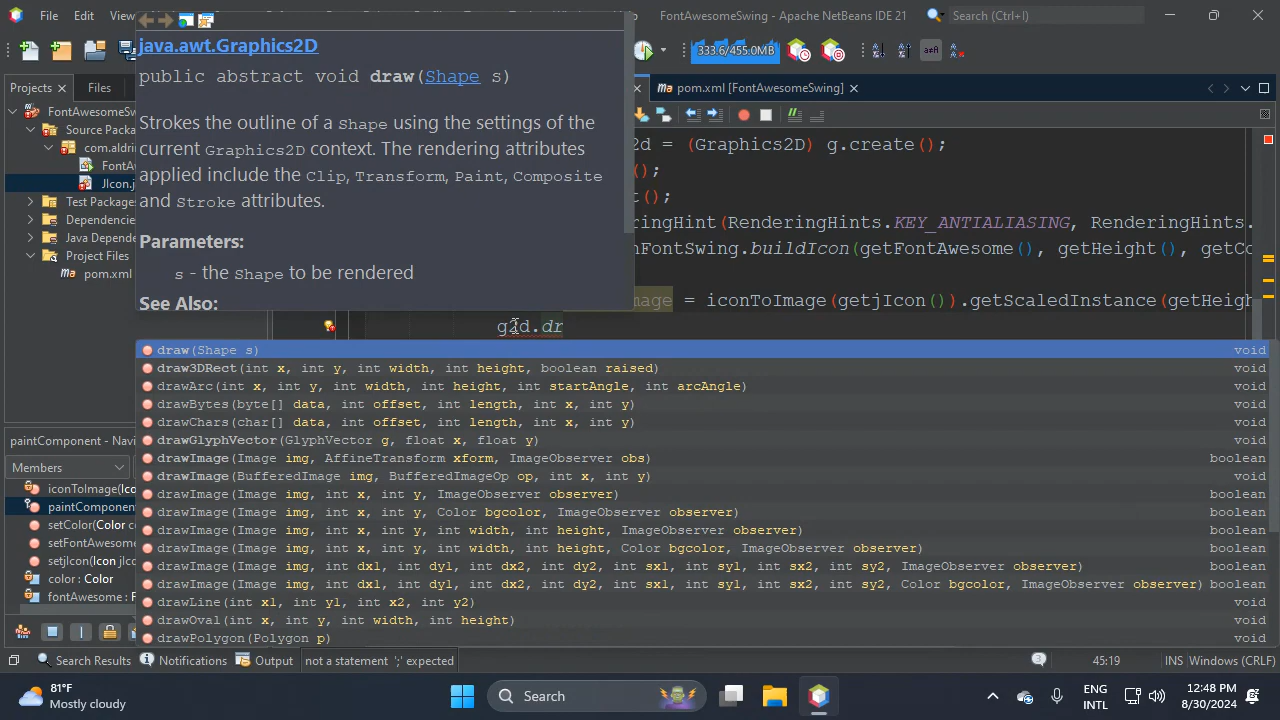 File Edit FontAwesomeSwing - Apache NetBeans IDE 21 Search (Ctrl+I)
java.awt.Graphics2D
333.6/455.0MB
public abstract void draw(Shape s)
Projects Files pom.xml [FontAwesomeSwing]
FontAwesomeSw
Source Packa
com.aldrin
FontAw
JIcon.j
Test Packages
Dependencies
Java Depende
Project Files
pom.xml
Strokes the outline of a Shape using the settings of the
current Graphics2D context. The rendering attributes
applied include the Clip, Transform, Paint, Composite
and Stroke attributes.
Parameters:
s - the Shape to be rendered
See Also:
2d = (Graphics2D) g.create();
();
t();
eringHint(RenderingHints.KEY_ANTIALIASING, RenderingHints.
nFontSwing.buildIcon(getFontAwesome(), getHeight(), getCo
mage = iconToImage(getjIcon()).getScaledInstance(getHeigh
g2d.dr
draw(Shape s) void
draw3DRect(int x, int y, int width, int height, boolean raised) void
drawArc(int x, int y, int width, int height, int startAngle, int arcAngle) void
drawBytes(byte[] data, int offset, int length, int x, int y) void
drawChars(char[] data, int offset, int length, int x, int y) void
drawGlyphVector(GlyphVector g, float x, float y) void
drawImage(Image img, AffineTransform xform, ImageObserver obs) boolean
drawImage(BufferedImage img, BufferedImageOp op, int x, int y) void
drawImage(Image img, int x, int y, ImageObserver observer) boolean
drawImage(Image img, int x, int y, Color bgcolor, ImageObserver observer) boolean
drawImage(Image img, int x, int y, int width, int height, ImageObserver observer) boolean
drawImage(Image img, int x, int y, int width, int height, Color bgcolor, ImageObserver observer) boolean
drawImage(Image img, int dx1, int dy1, int dx2, int dy2, int sx1, int sy1, int sx2, int sy2, ImageObserver observer) boolean
drawImage(Image img, int dx1, int dy1, int dx2, int dy2, int sx1, int sy1, int sx2, int sy2, Color bgcolor, ImageObserver observer) boolean
drawLine(int x1, int y1, int x2, int y2) void
drawOval(int x, int y, int width, int height) void
drawPolygon(Polygon p) void
paintComponent - Navi
Members
iconToImage(Ico
paintComponent
setColor(Color c
setFontAwesome
setjIcon(Icon jIco
color : Color
fontAwesome : F
Search Results Notifications Output not a statement ';' expected 3 45:19 INS Windows (CRLF)
81°F
Mostly cloudy
Search
ENG
INTL
12:48 PM
8/30/2024